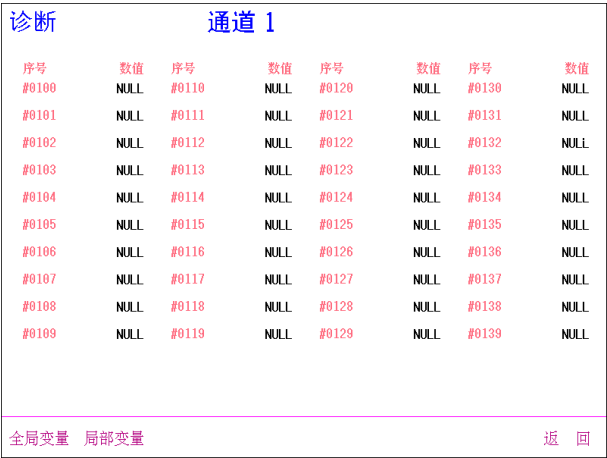 诊断 通道 1
序号 数值 序号 数值 序号 数值 序号 数值
#0100 NULL #0110 NULL #0120 NULL #0130 NULL
#0101 NULL #0111 NULL #0121 NULL #0131 NULL
#0102 NULL #0112 NULL #0122 NULL #0132 NULi
#0103 NULL #0113 NULL #0123 NULL #0133 NULL
#0104 NULL #0114 NULL #0124 NULL #0134 NULL
#0105 NULL #0115 NULL #0125 NULL #0135 NULL
#0106 NULL #0116 NULL #0126 NULL #0136 NULL
#0107 NULL #0117 NULL #0127 NULL #0137 NULL
#0108 NULL #0118 NULL #0128 NULL #0138 NULL
#0109 NULL #0119 NULL #0129 NULL #0139 NULL
全局变量 局部变量 返 回